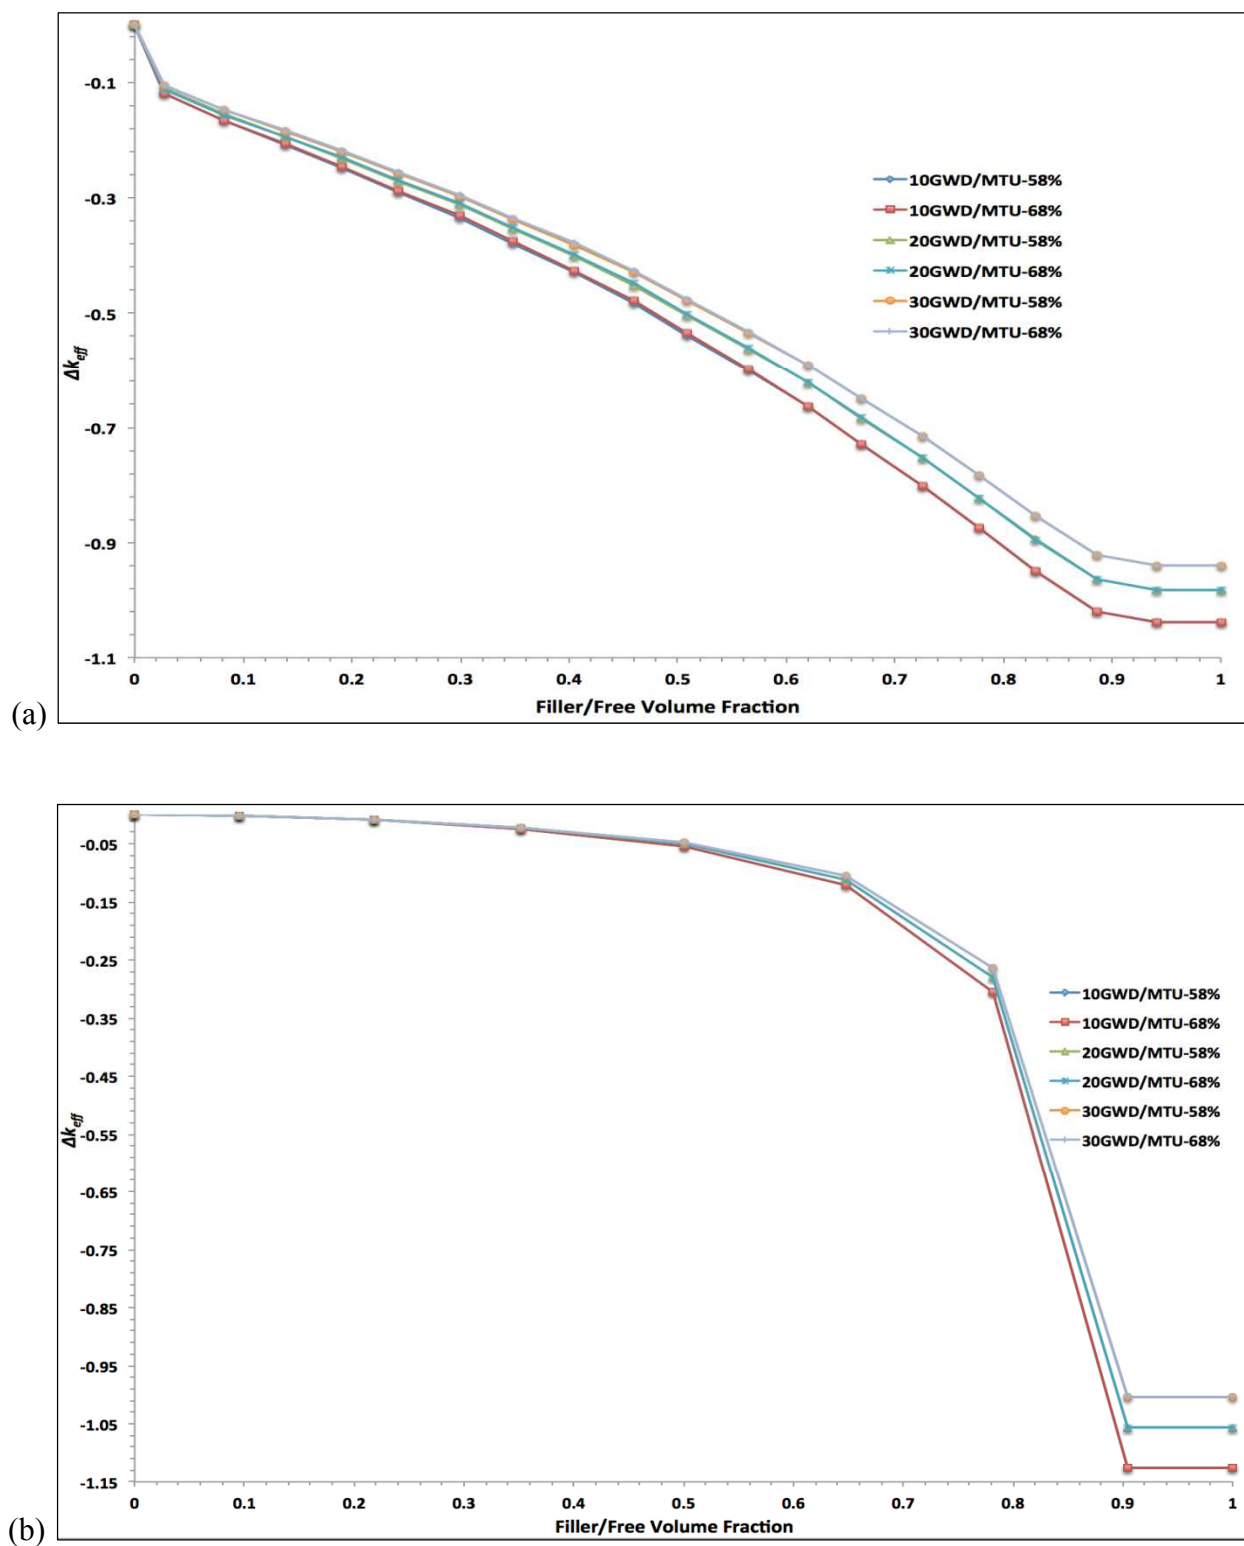 -0.1
-0.3
-0.5
-0.7
-0.9
-1.1
Δkeff
0 0.1 0.2 0.3 0.4 0.5 0.6 0.7 0.8 0.9 1
Filler/Free Volume Fraction
10GWD/MTU-58%
10GWD/MTU-68%
20GWD/MTU-58%
20GWD/MTU-68%
30GWD/MTU-58%
30GWD/MTU-68%
(a)
-0.05
-0.15
-0.25
-0.35
-0.45
-0.55
-0.65
-0.75
-0.85
-0.95
-1.05
-1.15
Δkeff
0 0.1 0.2 0.3 0.4 0.5 0.6 0.7 0.8 0.9 1
Filler/Free Volume Fraction
10GWD/MTU-58%
10GWD/MTU-68%
20GWD/MTU-58%
20GWD/MTU-68%
30GWD/MTU-58%
30GWD/MTU-68%
(b)